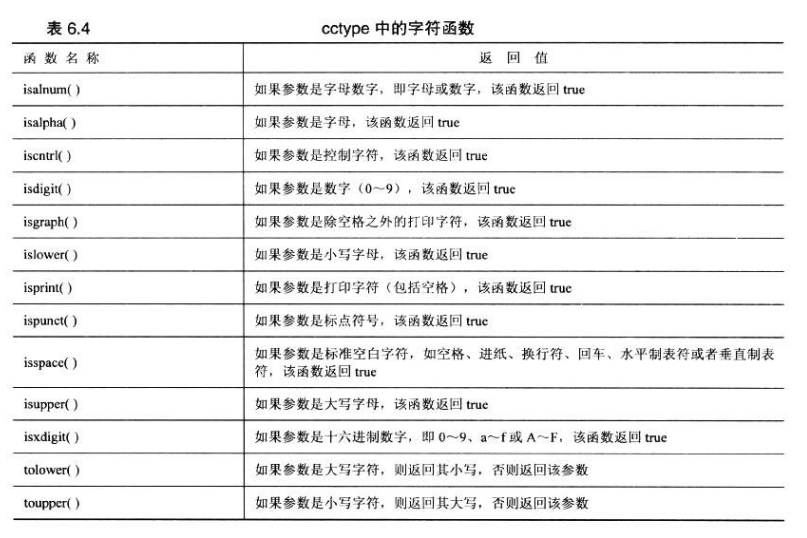 表 6.4 cctype 中的字符函数
函 数 名 称 返 回 值
isalnum( ) 如果参数是字母数字，即字母或数字，该函数返回 true
isalpha( ) 如果参数是字母，该函数返回 true
iscntrl( ) 如果参数是控制字符，该函数返回 true
isdigit( ) 如果参数是数字（0～9），该函数返回 true
isgraph( ) 如果参数是除空格之外的打印字符，该函数返回 true
islower( ) 如果参数是小写字母，该函数返回 true
isprint( ) 如果参数是打印字符（包括空格），该函数返回 true
ispunct( ) 如果参数是标点符号，该函数返回 true
isspace( ) 如果参数是标准空白字符，如空格、进纸、换行符、回车、水平制表符或者垂直制表
符，该函数返回 true
isupper( ) 如果参数是大写字母，该函数返回 true
isxdigit( ) 如果参数是十六进制数字，即 0～9、a～f 或 A～F，该函数返回 true
tolower( ) 如果参数是大写字符，则返回其小写，否则返回该参数
toupper( ) 如果参数是小写字符，则返回其大写，否则返回该参数